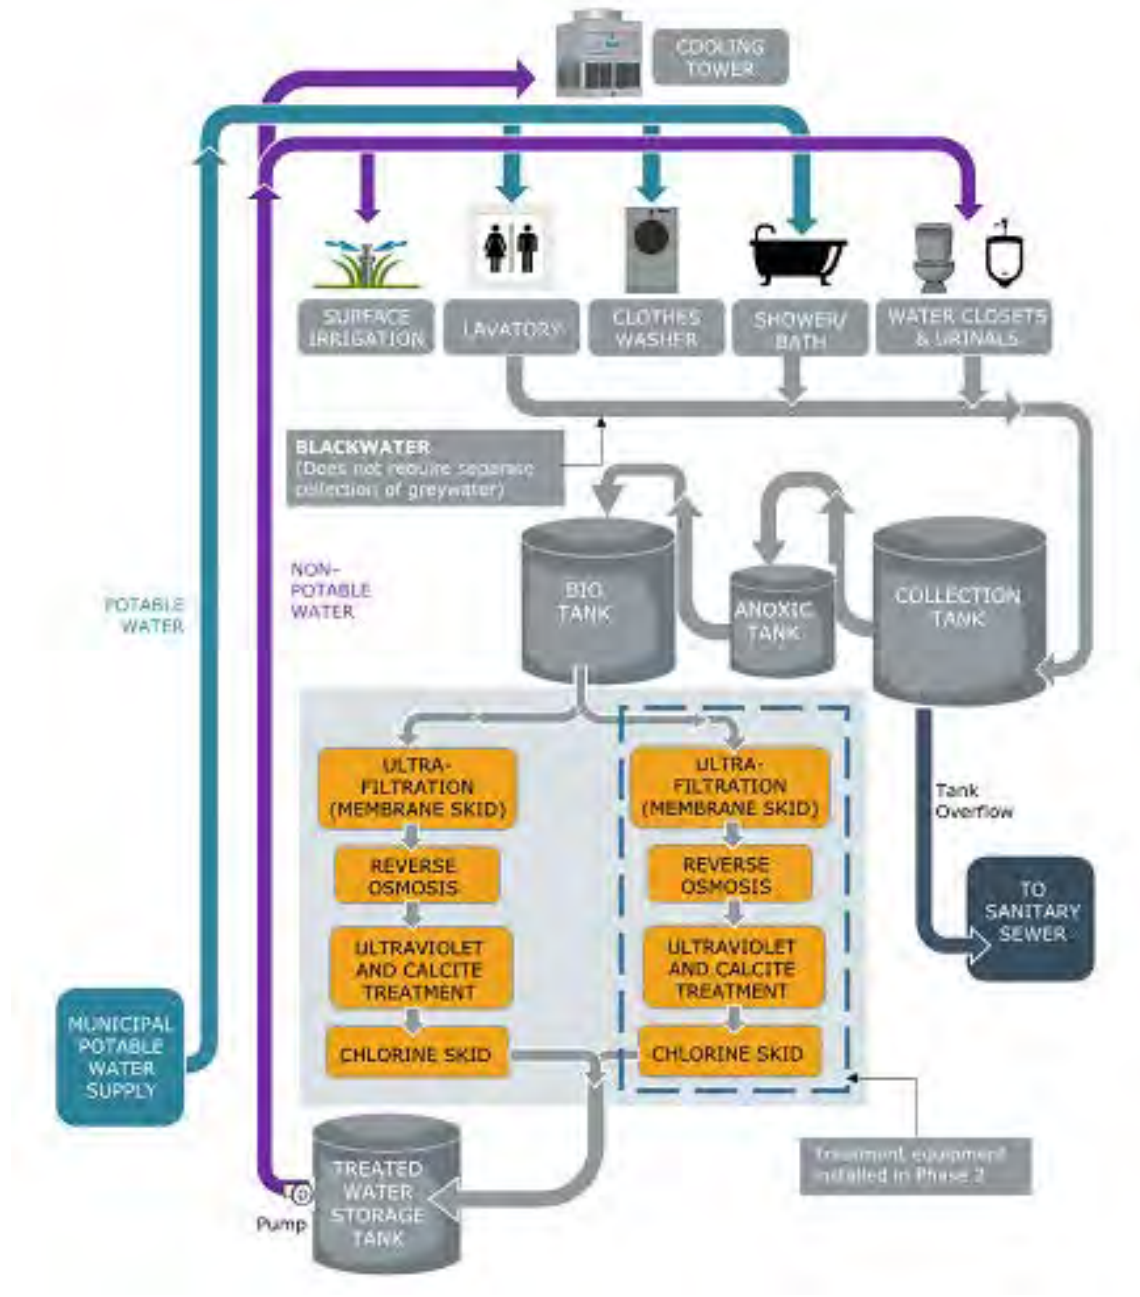 COOLING
TOWER
SURFACE
IRRIGATION
LAVATORY
CLOTHES
WASHER
SHOWER/
BATH
WATER CLOSETS
& URINALS
BLACKWATER
(Does not require separate
collection of greywater)
NON-
POTABLE
WATER
POTABLE
WATER
BIO
TANK
ANOXIC
TANK
COLLECTION
TANK
ULTRA-
FILTRATION
(MEMBRANE SKID)
REVERSE
OSMOSIS
ULTRAVIOLET
AND CALCITE
TREATMENT
CHLORINE SKID
ULTRA-
FILTRATION
(MEMBRANE SKID)
REVERSE
OSMOSIS
ULTRAVIOLET
AND CALCITE
TREATMENT
CHLORINE SKID
Tank
Overflow
TO
SANITARY
SEWER
MUNICIPAL
POTABLE
WATER
SUPPLY
Treatment equipment
installed in Phase 2
TREATED
WATER
STORAGE
TANK
Pump